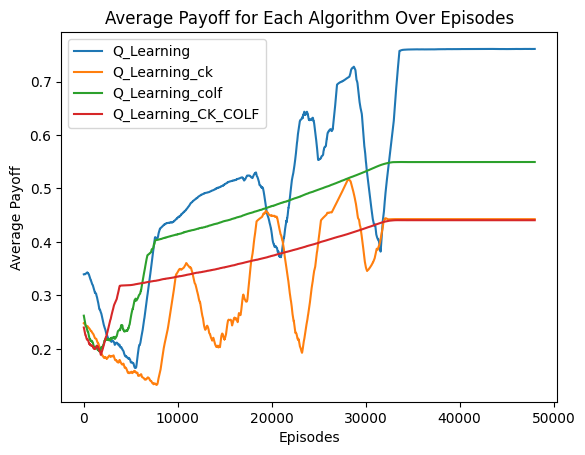 Average Payoff for Each Algorithm Over Episodes
Q_Learning
Q_Learning_ck
Q_Learning_colf
Q_Learning_CK_COLF
Average Payoff
0.7
0.6
0.5
0.4
0.3
0.2
0
10000
20000
30000
40000
50000
Episodes